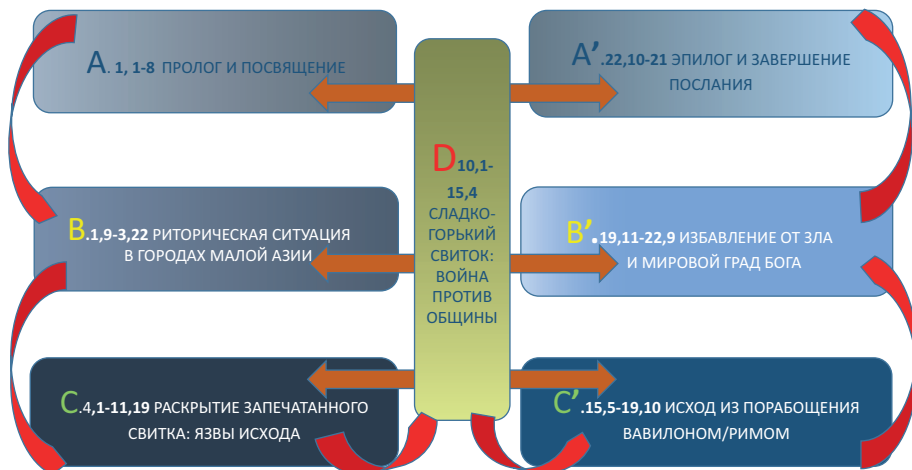 A. 1, 1-8 ПРОЛОГ И ПОСВЯЩЕНИЕ
A’.22,10-21 ЭПИЛОГ И ЗАВЕРШЕНИЕ
ПОСЛАНИЯ
D10,1-
15,4
СЛАДКО-
ГОРЬКИЙ
СВИТОК:
ВОЙНА
ПРОТИВ
ОБЩИНЫ
B.1,9-3,22 РИТОРИЧЕСКАЯ СИТУАЦИЯ
В ГОРОДАХ МАЛОЙ АЗИИ
B’.19,11-22,9 ИЗБАВЛЕНИЕ ОТ ЗЛА
И МИРОВОЙ ГРАД БОГА
C.4,1-11,19 РАСКРЫТИЕ ЗАПЕЧАТАННОГО
СВИТКА: ЯЗВЫ ИСХОДА
C’.15,5-19,10 ИСХОД ИЗ ПОРАБОЩЕНИЯ
ВАВИЛОНОМ/РИМОМ